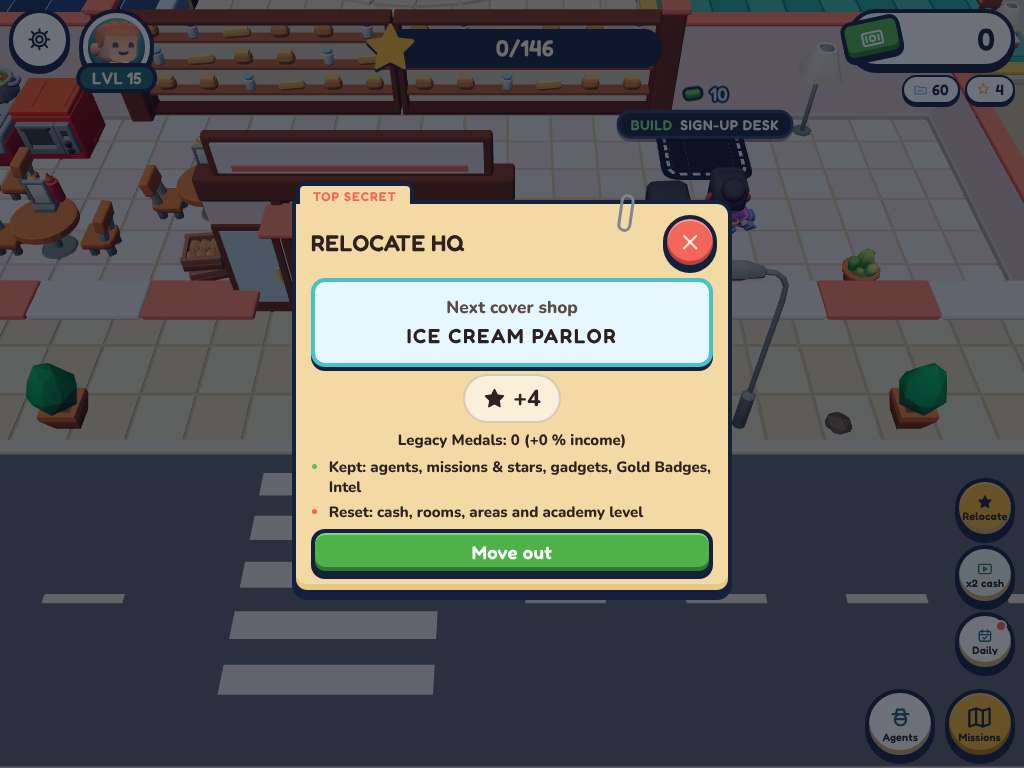 LVL 15
0/146
0
60
4
10
BUILD SIGN-UP DESK
TOP SECRET
RELOCATE HQ
Next cover shop
ICE CREAM PARLOR
+4
Legacy Medals: 0 (+0 % income)
Kept: agents, missions & stars, gadgets, Gold Badges,
Intel
Reset: cash, rooms, areas and academy level
Move out
Relocate
x2 cash
Daily
Agents
Missions